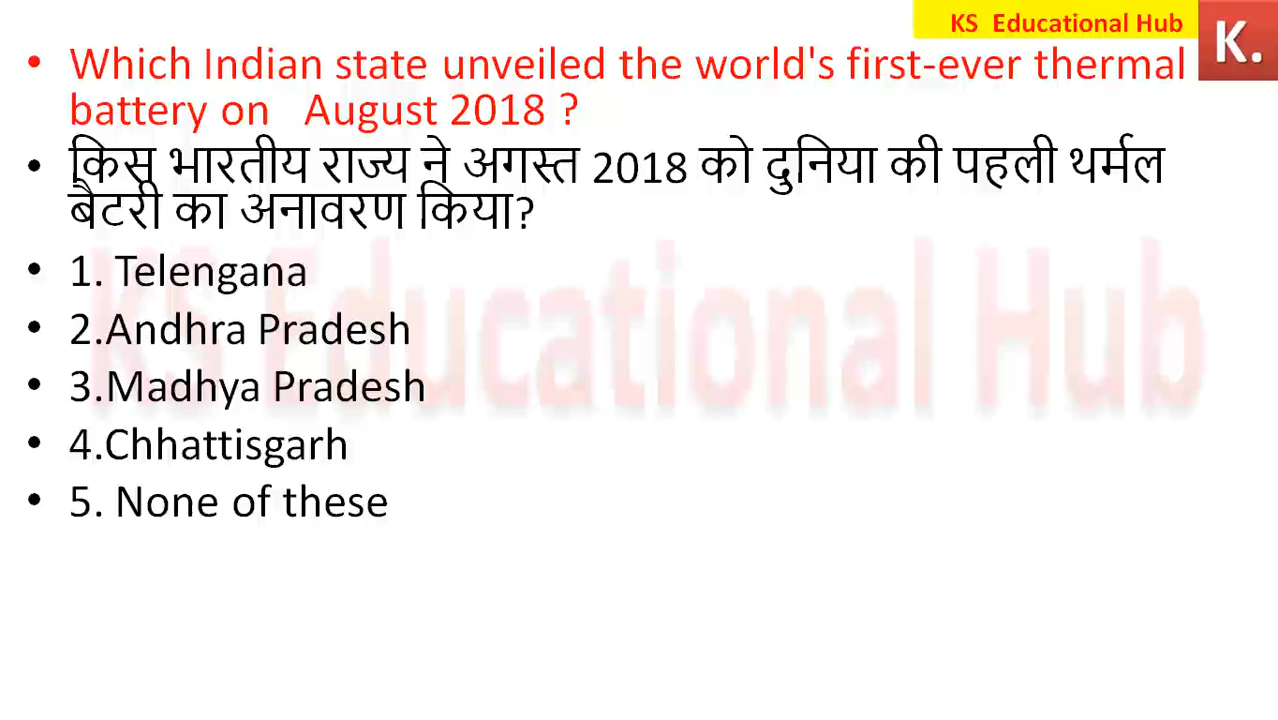 KS Educational Hub
K.
• Which Indian state unveiled the world's first-ever thermal
battery on August 2018 ?
• किस भारतीय राज्य ने अगस्त 2018 को दुनिया की पहली थर्मल
बैटरी का अनावरण किया?
• 1. Telengana
• 2.Andhra Pradesh
• 3.Madhya Pradesh
• 4.Chhattisgarh
• 5. None of these
KS Educational Hub